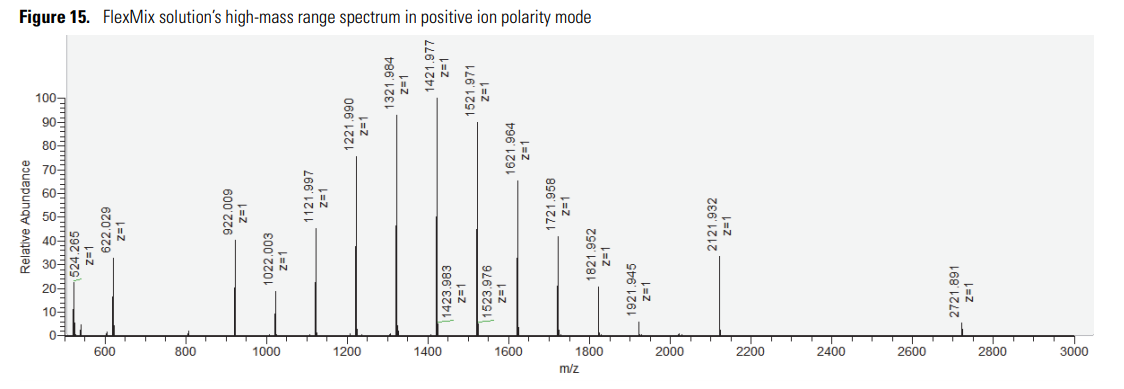 Figure 15. FlexMix solution's high-mass range spectrum in positive ion polarity mode
Relative Abundance
100
90
80
70
60
50
40
30
20
10
0
524.265
z=1
622.029
z=1
922.009
z=1
1022.003
z=1
1121.997
z=1
1221.990
z=1
1321.984
z=1
1421.977
z=1
1423.983
z=1
1521.971
z=1
1523.976
z=1
1621.964
z=1
1721.958
z=1
1821.952
z=1
1921.945
z=1
2121.932
z=1
2721.891
z=1
600 800 1000 1200 1400 1600 1800 2000 2200 2400 2600 2800 3000
m/z